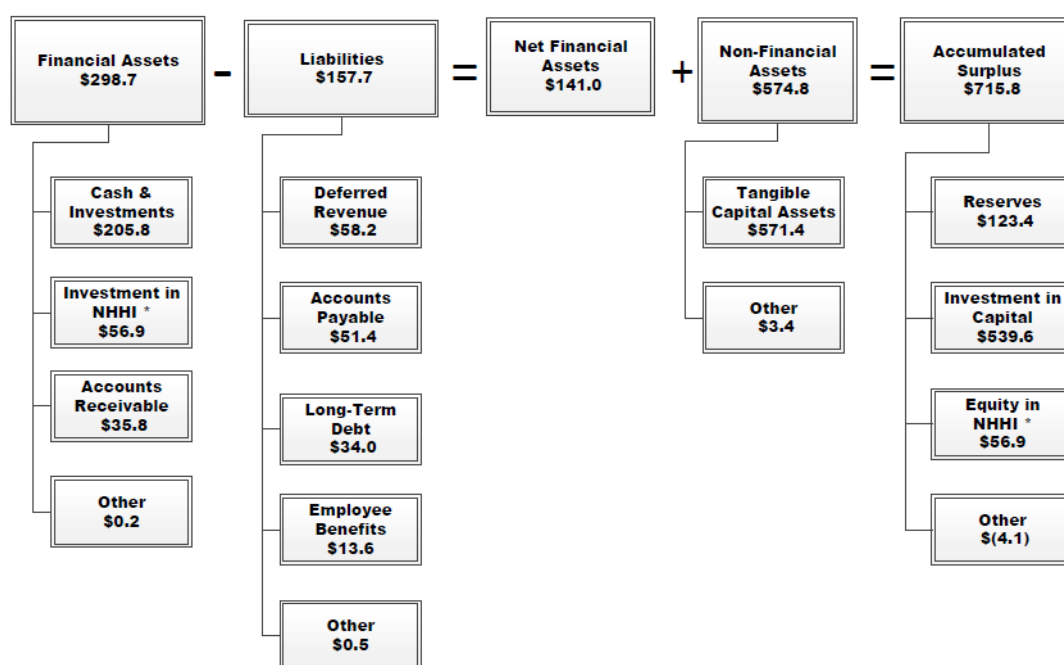 Financial Assets
$298.7
-
Liabilities
$157.7
=
Net Financial
Assets
$141.0
+
Non-Financial
Assets
$574.8
=
Accumulated
Surplus
$715.8
Cash &
Investments
$205.8
Investment in
NHHI *
$56.9
Accounts
Receivable
$35.8
Other
$0.2
Deferred
Revenue
$58.2
Accounts
Payable
$51.4
Long-Term
Debt
$34.0
Employee
Benefits
$13.6
Other
$0.5
Tangible
Capital Assets
$571.4
Other
$3.4
Reserves
$123.4
Investment in
Capital
$539.6
Equity in
NHHI *
$56.9
Other
$(4.1)